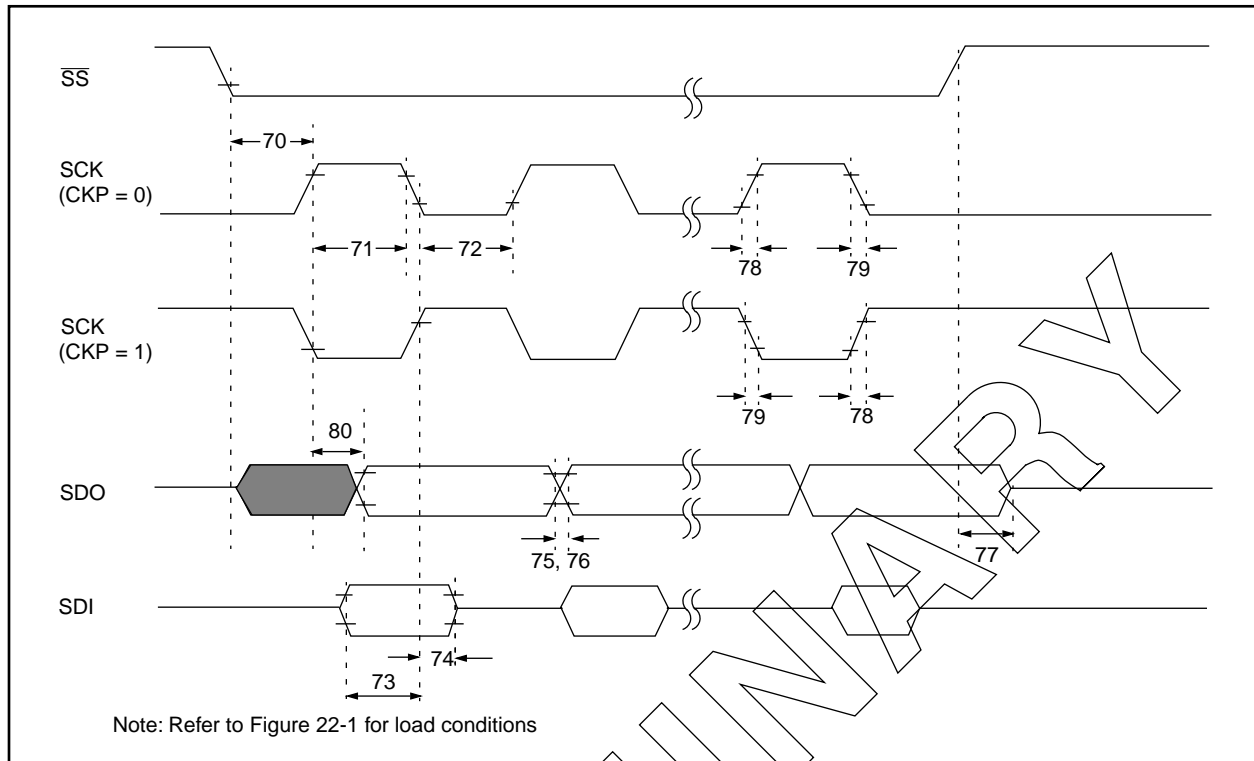 SS
70
SCK
(CKP = 0)
71
72
78
79
SCK
(CKP = 1)
79
78
80
SDO
75, 76
77
SDI
74
73
Note: Refer to Figure 22-1 for load conditions
INARY